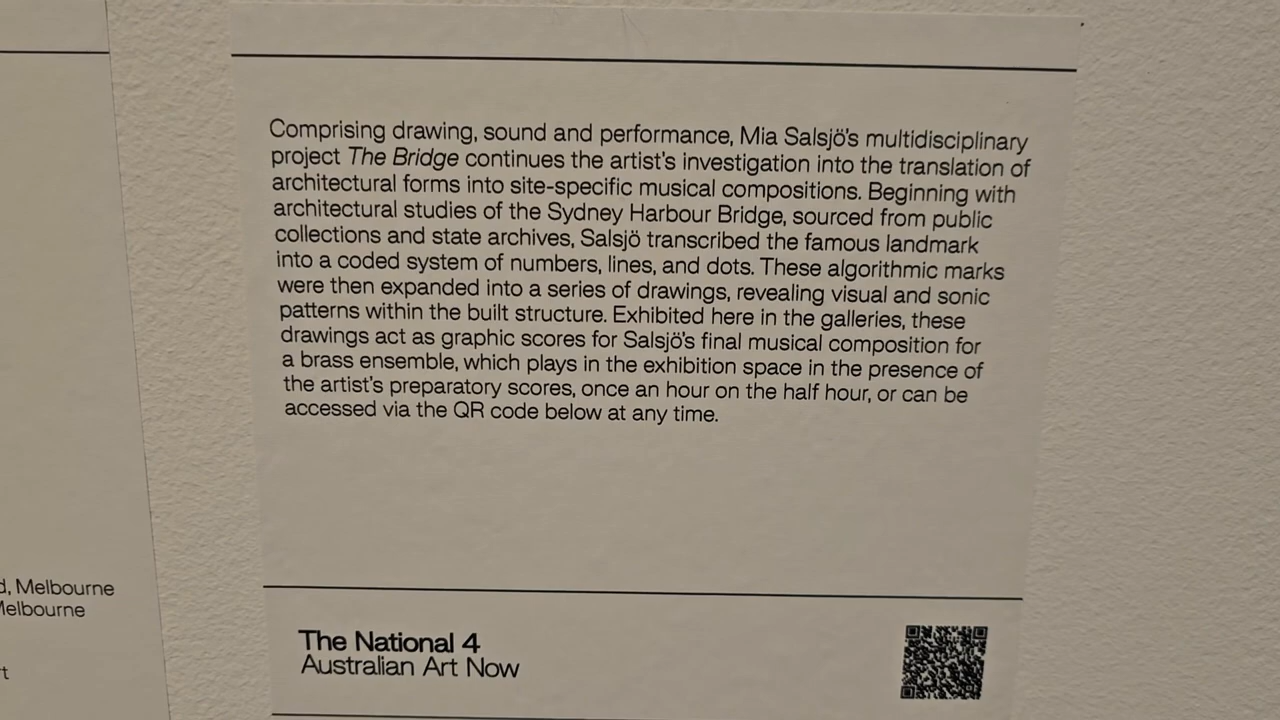 Comprising drawing, sound and performance, Mia Salsjö's multidisciplinary
project The Bridge continues the artist's investigation into the translation of
architectural forms into site-specific musical compositions. Beginning with
architectural studies of the Sydney Harbour Bridge, sourced from public
collections and state archives, Salsjö transcribed the famous landmark
into a coded system of numbers, lines, and dots. These algorithmic marks
were then expanded into a series of drawings, revealing visual and sonic
patterns within the built structure. Exhibited here in the galleries, these
drawings act as graphic scores for Salsjö's final musical composition for
a brass ensemble, which plays in the exhibition space in the presence of
the artist's preparatory scores, once an hour on the half hour, or can be
accessed via the QR code below at any time.
, Melbourne
Melbourne
The National 4
Australian Art Now